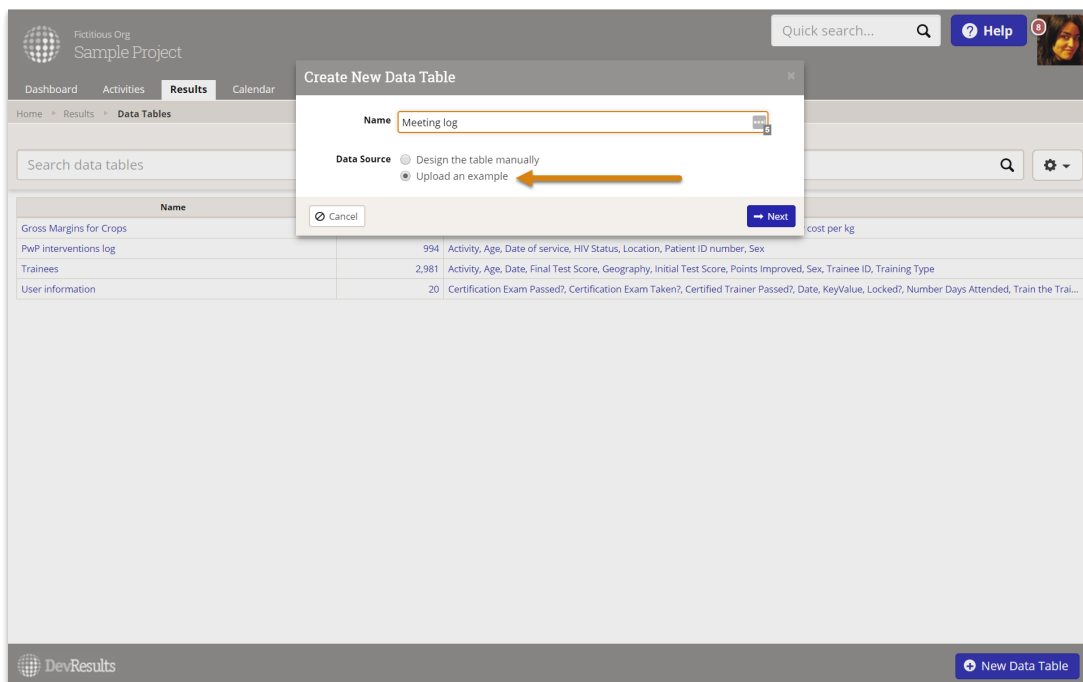 Fictitious Org
Sample Project
Quick search...
Help
8
Dashboard Activities Results Calendar
Home Results Data Tables
Create New Data Table
Name Meeting log
5
Data Source Design the table manually
Upload an example
Cancel Next
Search data tables
Name
Gross Margins for Crops cost per kg
PwP interventions log 994 Activity, Age, Date of service, HIV Status, Location, Patient ID number, Sex
Trainees 2,981 Activity, Age, Date, Final Test Score, Geography, Initial Test Score, Points Improved, Sex, Trainee ID, Training Type
User information 20 Certification Exam Passed?, Certification Exam Taken?, Certified Trainer Passed?, Date, KeyValue, Locked?, Number Days Attended, Train the Trai...
DevResults
New Data Table